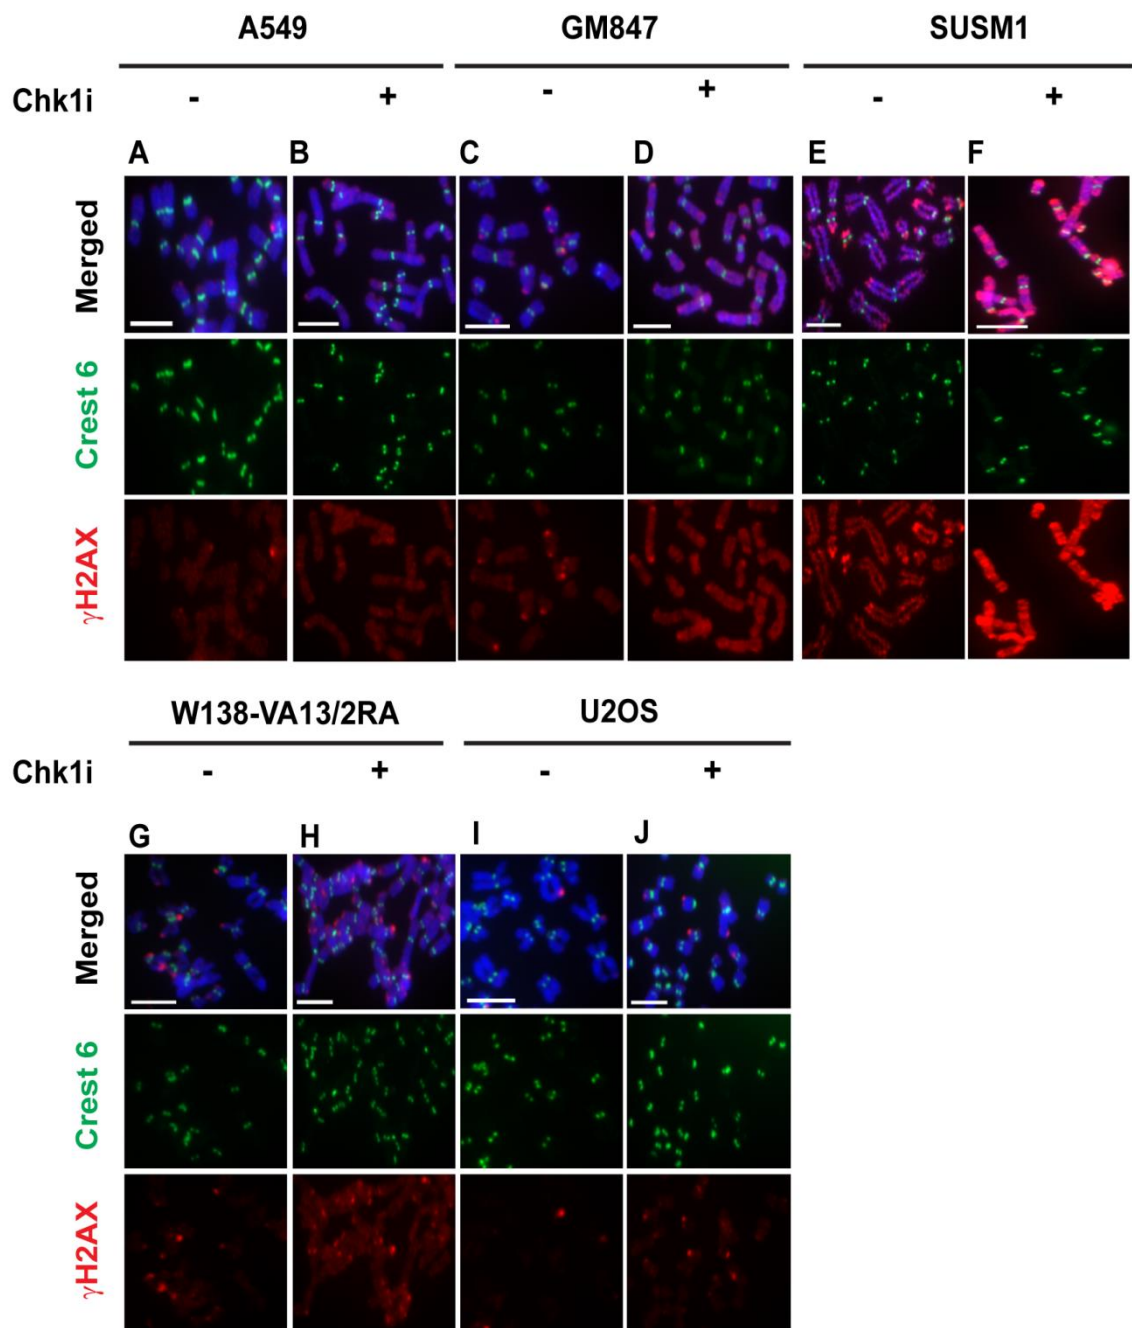 A549 GM847 SUSM1
Chk1i - + - + - +
A B C D E F
Merged
Crest 6
γH2AX
W138-VA13/2RA U2OS
Chk1i - + - +
G H I J
Merged
Crest 6
γH2AX